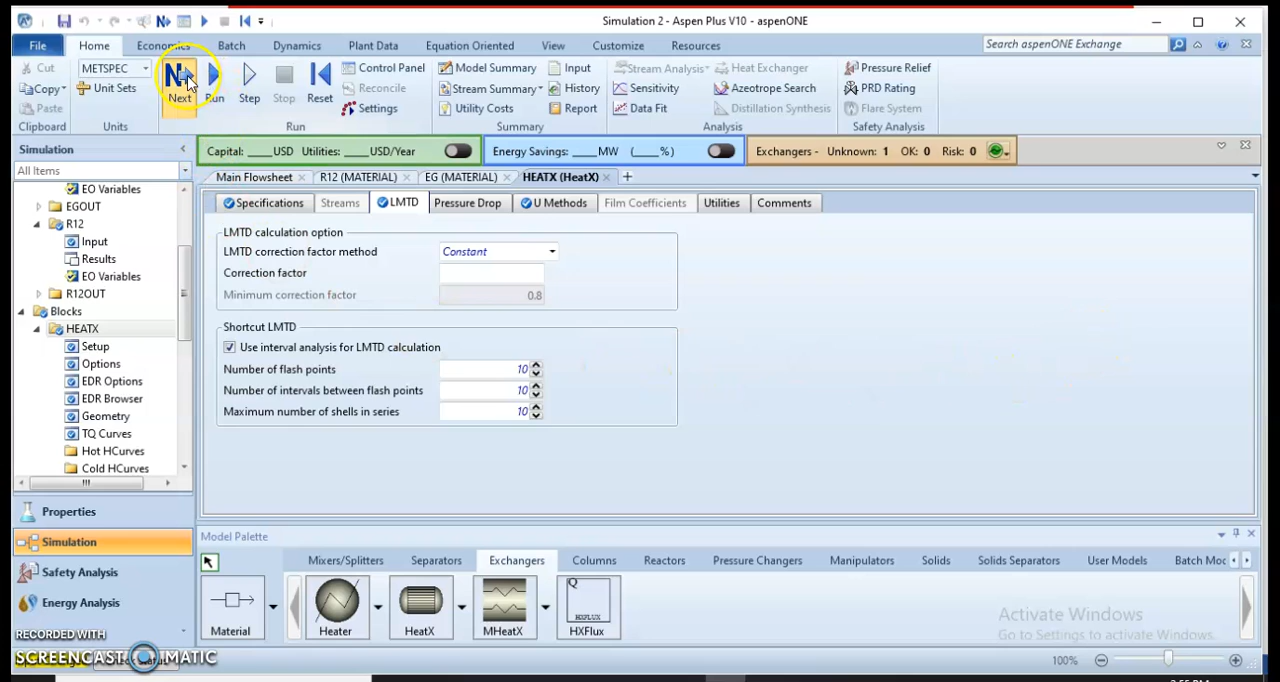 Simulation 2 - Aspen Plus V10 - aspenONE
File Home Economics Batch Dynamics Plant Data Equation Oriented View Customize Resources Search aspenONE Exchange
Cut METSPEC Control Panel Model Summary Input Stream Analysis Heat Exchanger Pressure Relief
Copy Unit Sets Next Run Step Stop Reset Reconcile Stream Summary History Sensitivity Azeotrope Search PRD Rating
Paste Settings Utility Costs Report Data Fit Distillation Synthesis Flare System
Clipboard Units Run Summary Analysis Safety Analysis
Simulation Capital: ____USD Utilities: ____USD/Year Energy Savings: ____MW (____%) Exchangers - Unknown: 1 OK: 0 Risk: 0
All Items Main Flowsheet R12 (MATERIAL) EG (MATERIAL) HEATX (HeatX)
EO Variables
EGOUT
R12
Input
Results
EO Variables
R12OUT
Blocks
HEATX
Setup
Options
EDR Options
EDR Browser
Geometry
TQ Curves
Hot HCurves
Cold HCurves
Specifications Streams LMTD Pressure Drop U Methods Film Coefficients Utilities Comments
LMTD calculation option
LMTD correction factor method Constant
Correction factor
Minimum correction factor 0.8
Shortcut LMTD
Use interval analysis for LMTD calculation
Number of flash points 10
Number of intervals between flash points 10
Maximum number of shells in series 10
Properties
Simulation
Safety Analysis
Energy Analysis
Model Palette
Mixers/Splitters Separators Exchangers Columns Reactors Pressure Changers Manipulators Solids Solids Separators User Models Batch Moc
Material Heater HeatX MHeatX HXFlux
Q
HXFLUX
Activate Windows
Go to Settings to activate Windows.
RECORDED WITH
SCREENCAST MATIC
100%